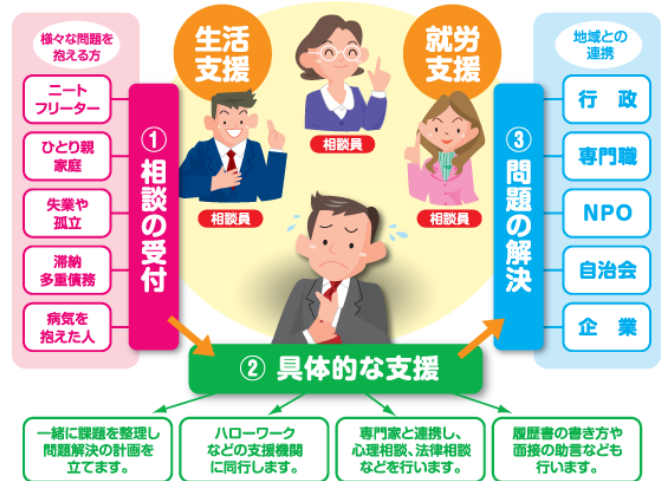 様々な問題を
抱える方
ニート
フリーター
ひとり親
家庭
失業や
孤立
滞納
多重債務
病気を
抱えた人
① 相談の受付
生活
支援
就労
支援
相談員
相談員
相談員
② 具体的な支援
一緒に課題を整理し
問題解決の計画を
立てます。
ハローワーク
などの支援機関
に同行します。
専門家と連携し、
心理相談、法律相談
などを行います。
履歴書の書き方や
面接の助言なども
行います。
③ 問題の解決
地域との
連携
行 政
専門職
NPO
自治会
企 業